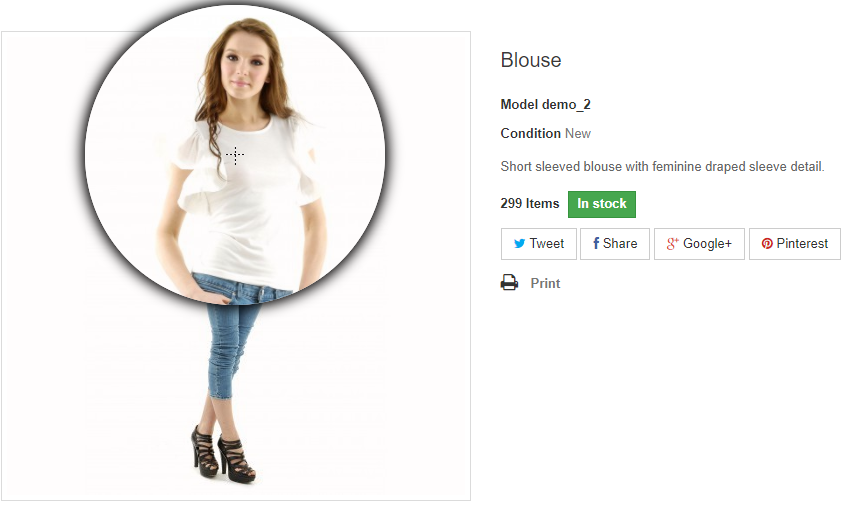 Blouse
Model demo_2
Condition New
Short sleeved blouse with feminine draped sleeve detail.
299 Items In stock
Tweet Share Google+ Pinterest
Print